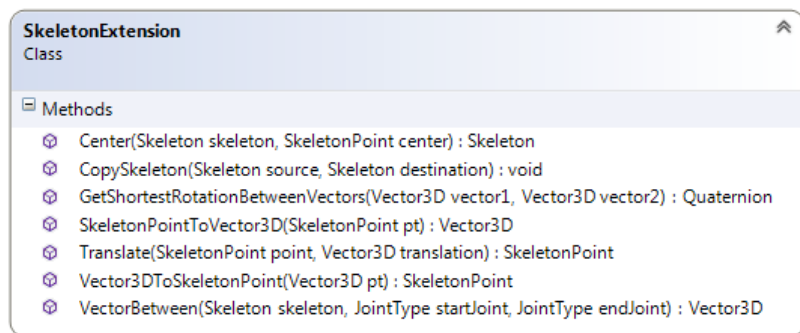 SkeletonExtension
Class
Methods
Center(Skeleton skeleton, SkeletonPoint center) : Skeleton
CopySkeleton(Skeleton source, Skeleton destination) : void
GetShortestRotationBetweenVectors(Vector3D vector1, Vector3D vector2) : Quaternion
SkeletonPointToVector3D(SkeletonPoint pt) : Vector3D
Translate(SkeletonPoint point, Vector3D translation) : SkeletonPoint
Vector3DToSkeletonPoint(Vector3D pt) : SkeletonPoint
VectorBetween(Skeleton skeleton, JointType startJoint, JointType endJoint) : Vector3D